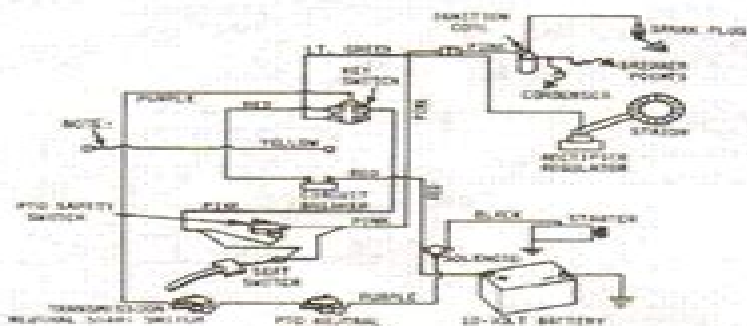 IGNITION
COIL
SPARK PLUG
LT. GREEN
PINK
KEY
SWITCH
BREAKER
POINTS
PURPLE
CONDENSER
RED
STATOR
NOTE-
YELLOW
RECTIFIER
REGULATOR
RED
CIRCUIT
BREAKER
PTO SAFETY
SWITCH
PINK
PINK
BLACK
STARTER
SOLENOID
SEAT
SWITCH
PURPLE
TRANSMISSION
NEUTRAL START SWITCH
PTO NEUTRAL
12-VOLT BATTERY